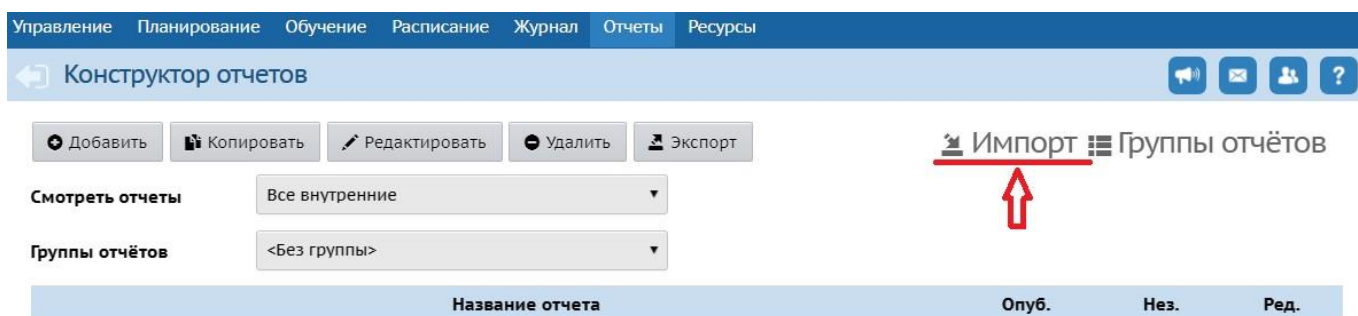 Управление Планирование Обучение Расписание Журнал Отчеты Ресурсы
Конструктор отчетов ?
Добавить Копировать Редактировать Удалить Экспорт Импорт Группы отчётов
Смотреть отчеты Все внутренние
Группы отчётов <Без группы>
Название отчета Опуб. Нез. Ред.